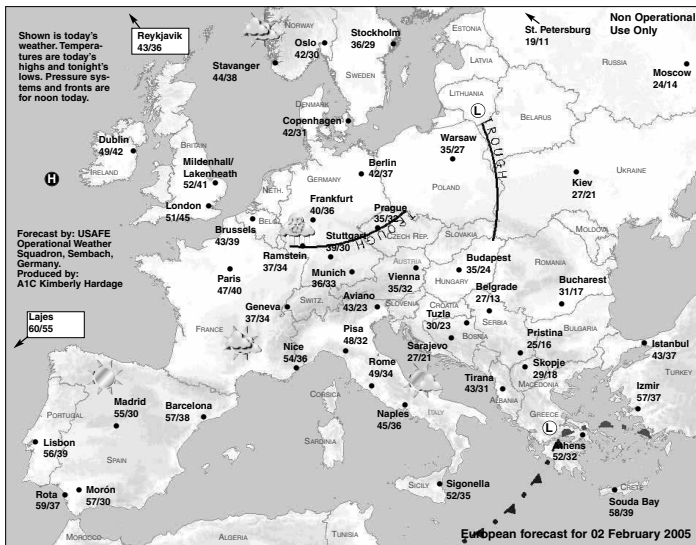 Shown is today's
weather. Tempera-
tures are today's
highs and tonight's
lows. Pressure sys-
tems and fronts are
for noon today.
Reykjavik
43/36
NORWAY
Oslo
42/30
Stockholm
36/29
Stavanger
44/38
SWEDEN
ESTONIA
St. Petersburg
19/11
Non Operational
Use Only
LATVIA
RUSSIA
Moscow
24/14
LITHUANIA
L
BELARUS
DENMARK
Copenhagen
42/31
Dublin
49/42
IRELAND
H
BRITAIN
Mildenhall/
Lakenheath
52/41
London
51/45
NETH.
BELG.
Brussels
43/39
GERMANY
Berlin
42/37
Frankfurt
40/36
Prague
35/32
Warsaw
35/27
POLAND
TROUGH
Kiev
27/21
UKRAINE
Forecast by: USAFE
Operational Weather
Squadron, Sembach,
Germany.
Produced by:
A1C Kimberly Hardage
Ramstein
37/34
Stuttgart
39/30
TROUGH
CZECH REP.
SLOVAKIA
Paris
47/40
Munich
36/33
AUSTRIA
Vienna
35/32
Budapest
35/24
HUNGARY
MOLDOVA
ROMANIA
Bucharest
31/17
Geneva
37/34
SWITZ.
Aviano
43/23
SLOVENIA
CROATIA
Belgrade
27/13
Tuzla
30/23
SERBIA
BOSNIA
Sarajevo
27/21
BULGARIA
Pristina
25/16
Skopje
29/18
MACEDONIA
Lajes
60/55
FRANCE
Nice
54/36
Pisa
48/32
Rome
49/34
Naples
45/36
ITALY
CORSICA
SARDINIA
Tirana
43/31
ALBANIA
GREECE
L
Athens
52/32
Istanbul
43/37
TURKEY
Izmir
57/37
PORTUGAL
Madrid
55/30
Barcelona
57/38
Lisbon
56/39
SPAIN
Rota
59/37
Morón
57/30
SICILY
Sigonella
52/35
CRETE
Souda Bay
58/39
MOROCCO
ALGERIA
TUNISIA
European forecast for 02 February 2005